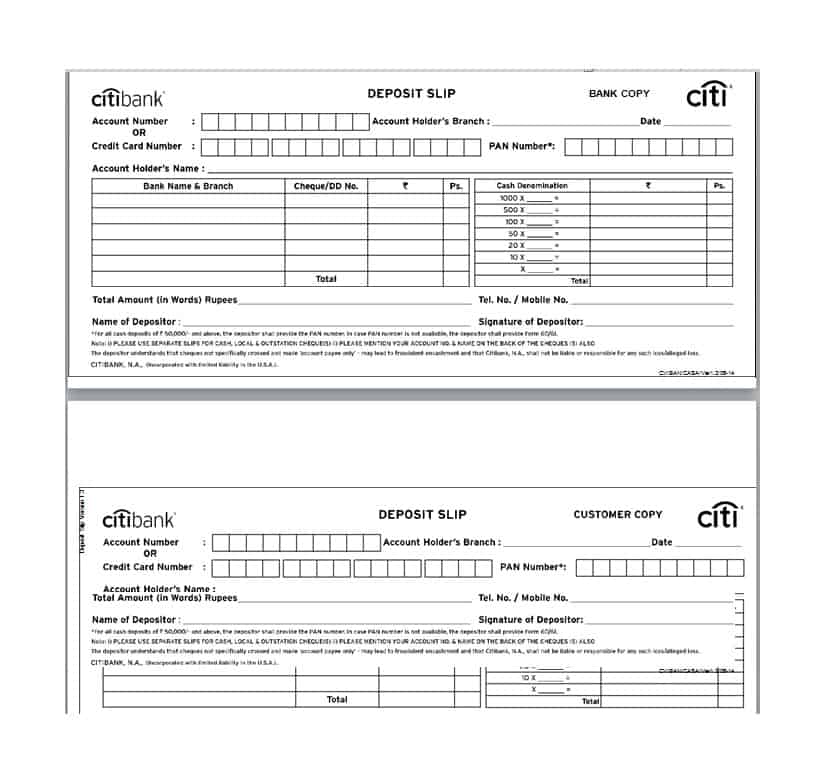 citibank DEPOSIT SLIP BANK COPY citi
Account Number : Account Holder's Branch : Date
OR
Credit Card Number : PAN Number*:
Account Holder's Name :
Bank Name & Branch Cheque/DD No. ₹ Ps. Cash Denomination ₹ Ps.
1000 X =
500 X =
100 X =
50 X =
20 X =
10 X =
X =
Total Total
Total Amount (in Words) Rupees Tel. No. / Mobile No.
Name of Depositor : Signature of Depositor:
*For all cash deposits of ₹ 50,000/- and above, the depositor shall provide the PAN number. In case PAN number is not available, the depositor shall provide Form 60/61.
Note: I) PLEASE USE SEPARATE SLIPS FOR CASH, LOCAL & OUTSTATION CHEQUE(S) II) PLEASE MENTION YOUR ACCOUNT NO. & NAME ON THE BACK OF THE CHEQUES (S) ALSO
The depositor understands that cheques not specifically crossed and made 'account payee only' - may lead to fraudulent encashment and that Citibank, N.A., shall not be liable or responsible for any such loss/alleged loss.
CITIBANK, N.A., (Incorporated with limited liability in the U.S.A.).
citibank DEPOSIT SLIP CUSTOMER COPY citi
Account Number : Account Holder's Branch : Date
OR
Credit Card Number : PAN Number*:
Account Holder's Name :
Total Amount (in Words) Rupees Tel. No. / Mobile No.
Name of Depositor : Signature of Depositor:
*For all cash deposits of ₹ 50,000/- and above, the depositor shall provide the PAN number. In case PAN number is not available, the depositor shall provide Form 60/61.
Note: I) PLEASE USE SEPARATE SLIPS FOR CASH, LOCAL & OUTSTATION CHEQUE(S) II) PLEASE MENTION YOUR ACCOUNT NO. & NAME ON THE BACK OF THE CHEQUES (S) ALSO
The depositor understands that cheques not specifically crossed and made 'account payee only' - may lead to fraudulent encashment and that Citibank, N.A., shall not be liable or responsible for any such loss/alleged loss.
CITIBANK, N.A., (Incorporated with limited liability in the U.S.A.).
10 X =
X =
Total Total